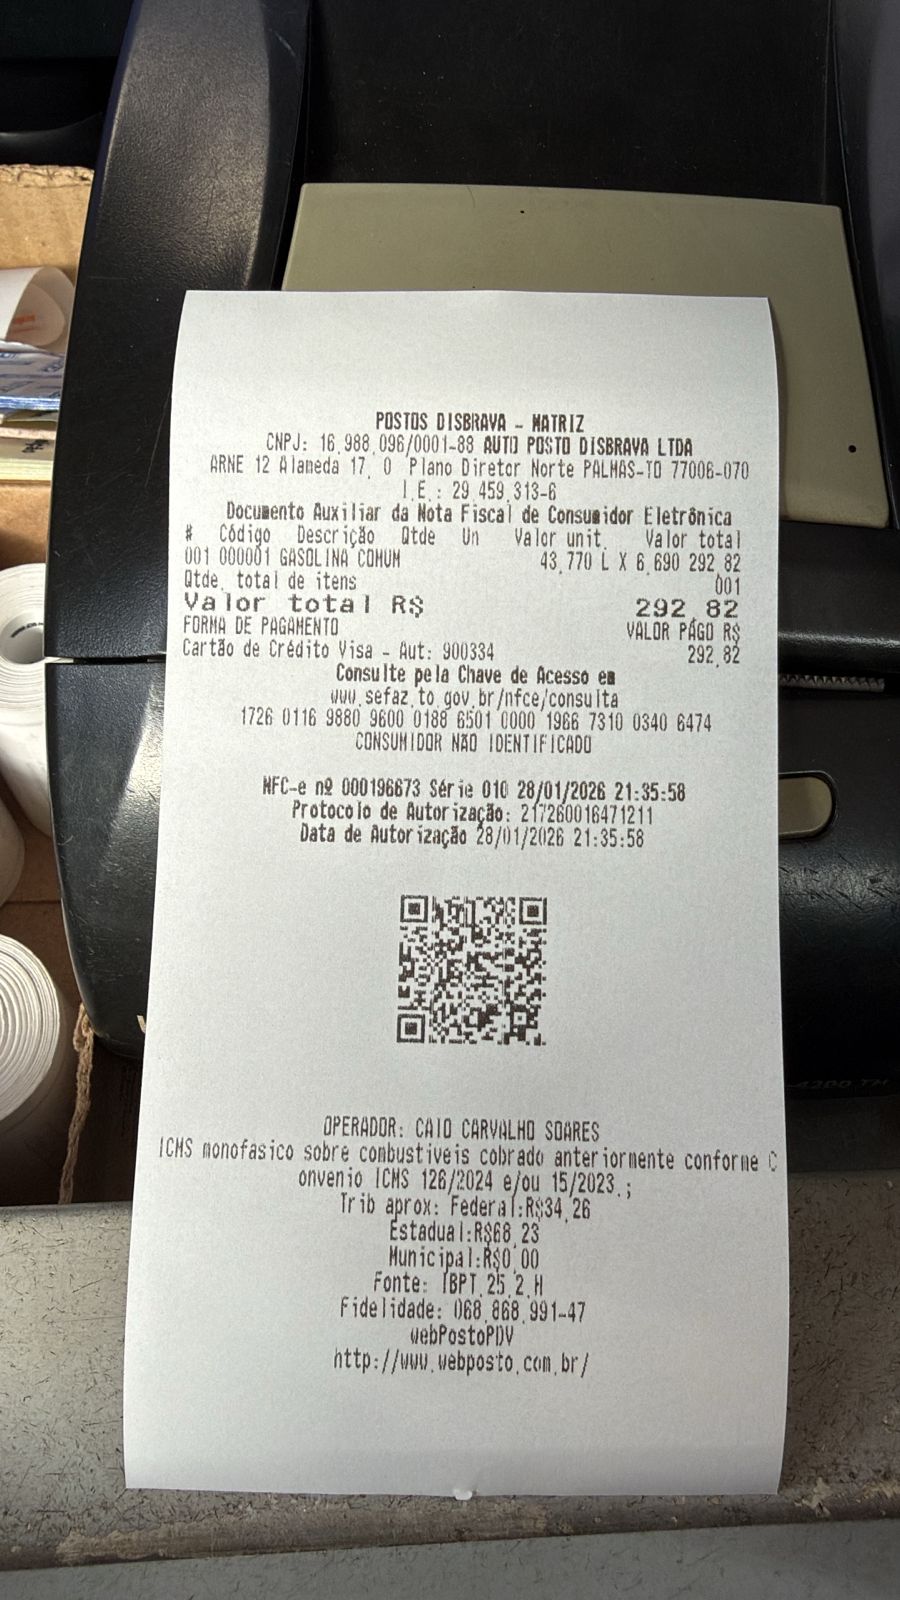 POSTOS DISBRAVA - MATRIZ
CNPJ: 16.988.096/0001-88 AUTO POSTO DISBRAVA LTDA
ARNE 12 Alameda 17, 0 Plano Diretor Norte PALMAS-TO 77006-070
I.E.: 29.459.313-6
Documento Auxiliar da Nota Fiscal de Consumidor Eletrônica
# Código Descrição Qtde Un Valor unit. Valor total
001 000001 GASOLINA COMUM 43,770 L X 6,690 292,82
Qtde. total de itens 001
Valor total R$ 292,82
FORMA DE PAGAMENTO VALOR PAGO R$
Cartão de Crédito Visa - Aut: 900334 292,82
Consulte pela Chave de Acesso em
www.sefaz.to.gov.br/nfce/consulta
1726 0116 9880 9600 0188 6501 0000 1966 7310 0340 6474
CONSUMIDOR NÃO IDENTIFICADO
NFC-e nº 000196673 Série 010 28/01/2026 21:35:58
Protocolo de Autorização: 217260016471211
Data de Autorização 28/01/2026 21:35:58
OPERADOR: CAIO CARVALHO SOARES
ICMS monofasico sobre combustiveis cobrado anteriormente conforme C
onvenio ICMS 126/2024 e/ou 15/2023.;
Trib aprox: Federal:R$34,26
Estadual:R$68,23
Municipal:R$0,00
Fonte: IBPT.25.2.H
Fidelidade: 068.868.991-47
webPostoPDV
http://www.webposto.com.br/